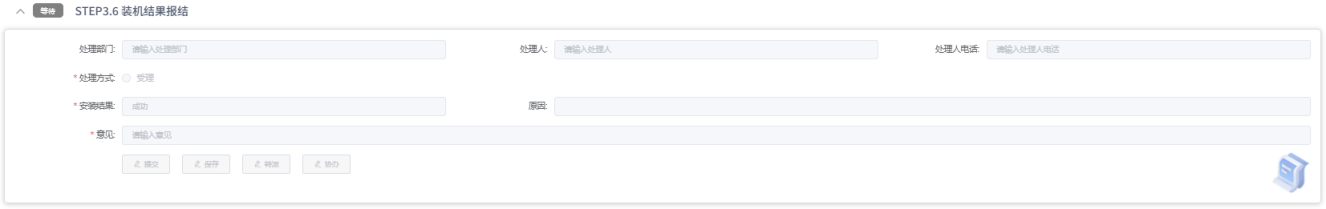 等待 STEP3.6 装机结果报结
处理部门: 请输入处理部门 处理人: 请输入处理人 处理人电话: 请输入处理人电话
* 处理方式: 受理
* 安装结果: 成功 原因:
* 意见: 请输入意见
提交 保存 转派 协办